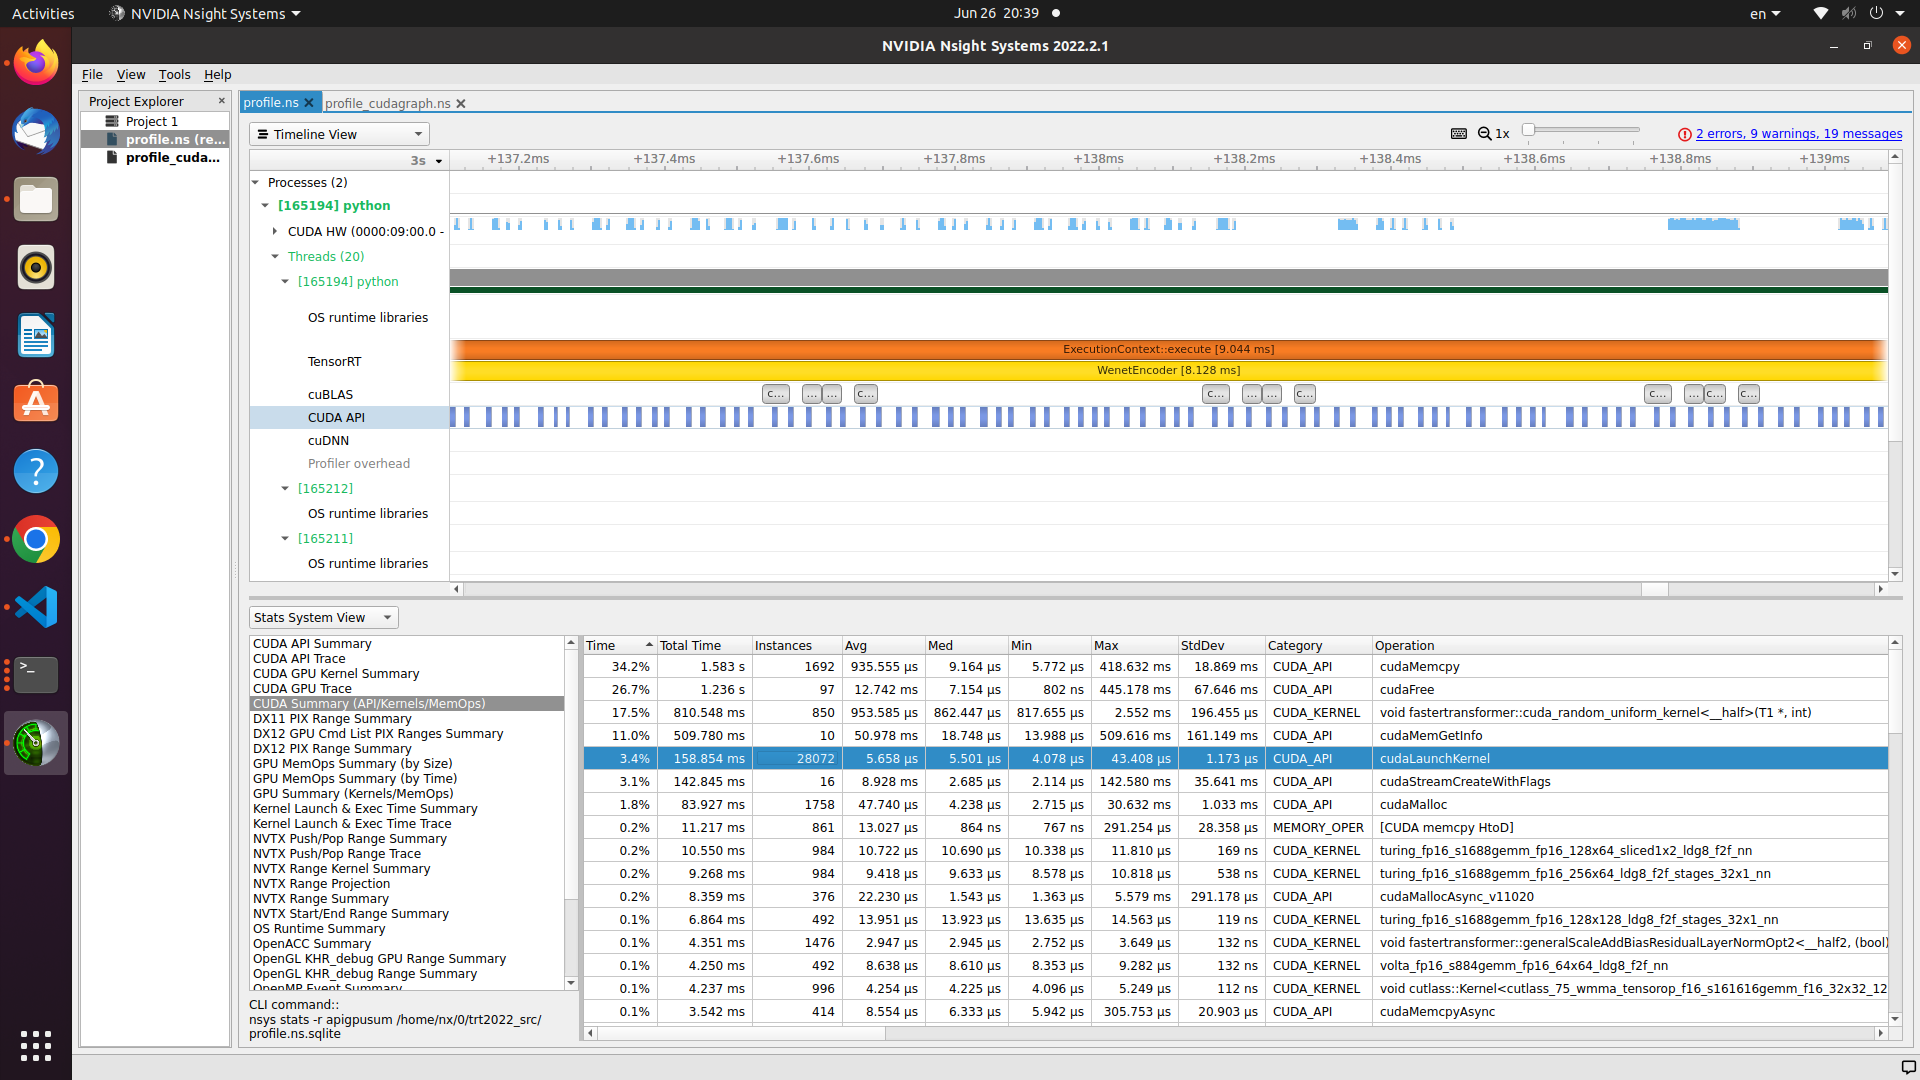 Activities
NVIDIA Nsight Systems
Jun 26 20:39
en
NVIDIA Nsight Systems 2022.2.1
File View Tools Help
Project Explorer
Project 1
profile.ns (re...
profile_cuda...
profile.ns
profile_cudagraph.ns
Timeline View
1x
2 errors, 9 warnings, 19 messages
3s
+137.2ms +137.4ms +137.6ms +137.8ms +138ms +138.2ms +138.4ms +138.6ms +138.8ms +139ms
Processes (2)
[165194] python
CUDA HW (0000:09:00.0 -
Threads (20)
[165194] python
OS runtime libraries
TensorRT
ExecutionContext::execute [9.044 ms]
WenetEncoder [8.128 ms]
cuBLAS
c... ... ... c... c... ... ... c... c... ... c... c...
CUDA API
cuDNN
Profiler overhead
[165212]
OS runtime libraries
[165211]
OS runtime libraries
Stats System View
CUDA API Summary
CUDA API Trace
CUDA GPU Kernel Summary
CUDA GPU Trace
CUDA Summary (API/Kernels/MemOps)
DX11 PIX Range Summary
DX12 GPU Cmd List PIX Ranges Summary
DX12 PIX Range Summary
GPU MemOps Summary (by Size)
GPU MemOps Summary (by Time)
GPU Summary (Kernels/MemOps)
Kernel Launch & Exec Time Summary
Kernel Launch & Exec Time Trace
NVTX Push/Pop Range Summary
NVTX Push/Pop Range Trace
NVTX Range Kernel Summary
NVTX Range Projection
NVTX Range Summary
NVTX Start/End Range Summary
OS Runtime Summary
OpenACC Summary
OpenGL KHR_debug GPU Range Summary
OpenGL KHR_debug Range Summary
OpenMP Event Summary
CLI command::
nsys stats -r apigpusum /home/nx/0/trt2022_src/
profile.ns.sqlite
Time Total Time Instances Avg Med Min Max StdDev Category Operation
34.2% 1.583 s 1692 935.555 μs 9.164 μs 5.772 μs 418.632 ms 18.869 ms CUDA_API cudaMemcpy
26.7% 1.236 s 97 12.742 ms 7.154 μs 802 ns 445.178 ms 67.646 ms CUDA_API cudaFree
17.5% 810.548 ms 850 953.585 μs 862.447 μs 817.655 μs 2.552 ms 196.455 μs CUDA_KERNEL void fastertransformer::cuda_random_uniform_kernel<__half>(T1 *, int)
11.0% 509.780 ms 10 50.978 ms 18.748 μs 13.988 μs 509.616 ms 161.149 ms CUDA_API cudaMemGetInfo
3.4% 158.854 ms 28072 5.658 μs 5.501 μs 4.078 μs 43.408 μs 1.173 μs CUDA_API cudaLaunchKernel
3.1% 142.845 ms 16 8.928 ms 2.685 μs 2.114 μs 142.580 ms 35.641 ms CUDA_API cudaStreamCreateWithFlags
1.8% 83.927 ms 1758 47.740 μs 4.238 μs 2.715 μs 30.632 ms 1.033 ms CUDA_API cudaMalloc
0.2% 11.217 ms 861 13.027 μs 864 ns 767 ns 291.254 μs 28.358 μs MEMORY_OPER [CUDA memcpy HtoD]
0.2% 10.550 ms 984 10.722 μs 10.690 μs 10.338 μs 11.810 μs 169 ns CUDA_KERNEL turing_fp16_s1688gemm_fp16_128x64_sliced1x2_ldg8_f2f_nn
0.2% 9.268 ms 984 9.418 μs 9.633 μs 8.578 μs 10.818 μs 538 ns CUDA_KERNEL turing_fp16_s1688gemm_fp16_256x64_ldg8_f2f_stages_32x1_nn
0.2% 8.359 ms 376 22.230 μs 1.543 μs 1.363 μs 5.579 ms 291.178 μs CUDA_API cudaMallocAsync_v11020
0.1% 6.864 ms 492 13.951 μs 13.923 μs 13.635 μs 14.563 μs 119 ns CUDA_KERNEL turing_fp16_s1688gemm_fp16_128x128_ldg8_f2f_stages_32x1_nn
0.1% 4.351 ms 1476 2.947 μs 2.945 μs 2.752 μs 3.649 μs 132 ns CUDA_KERNEL void fastertransformer::generalScaleAddBiasResidualLayerNormOpt2<__half2, (bool)
0.1% 4.250 ms 492 8.638 μs 8.610 μs 8.353 μs 9.282 μs 132 ns CUDA_KERNEL volta_fp16_s884gemm_fp16_64x64_ldg8_f2f_nn
0.1% 4.237 ms 996 4.254 μs 4.225 μs 4.096 μs 5.249 μs 112 ns CUDA_KERNEL void cutlass::Kernel<cutlass_75_wmma_tensorop_f16_s161616gemm_f16_32x32_12
0.1% 3.542 ms 414 8.554 μs 6.333 μs 5.942 μs 305.753 μs 20.903 μs CUDA_API cudaMemcpyAsync